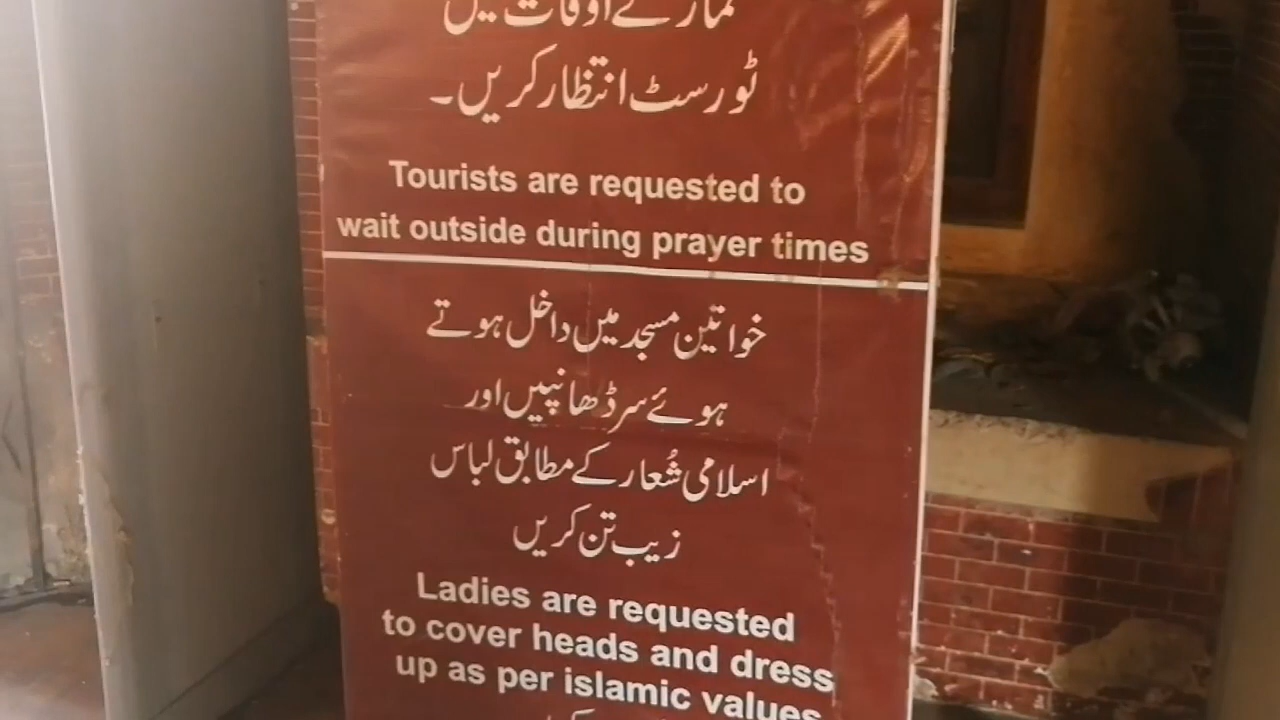 نماز کے اوقات میں
ٹورسٹ انتظار کریں۔
Tourists are requested to
wait outside during prayer times
خواتین مسجد میں داخل ہوتے
ہوئے سر ڈھانپیں اور
اسلامی شُعار کے مطابق لباس
زیب تن کریں
Ladies are requested
to cover heads and dress
up as per islamic values